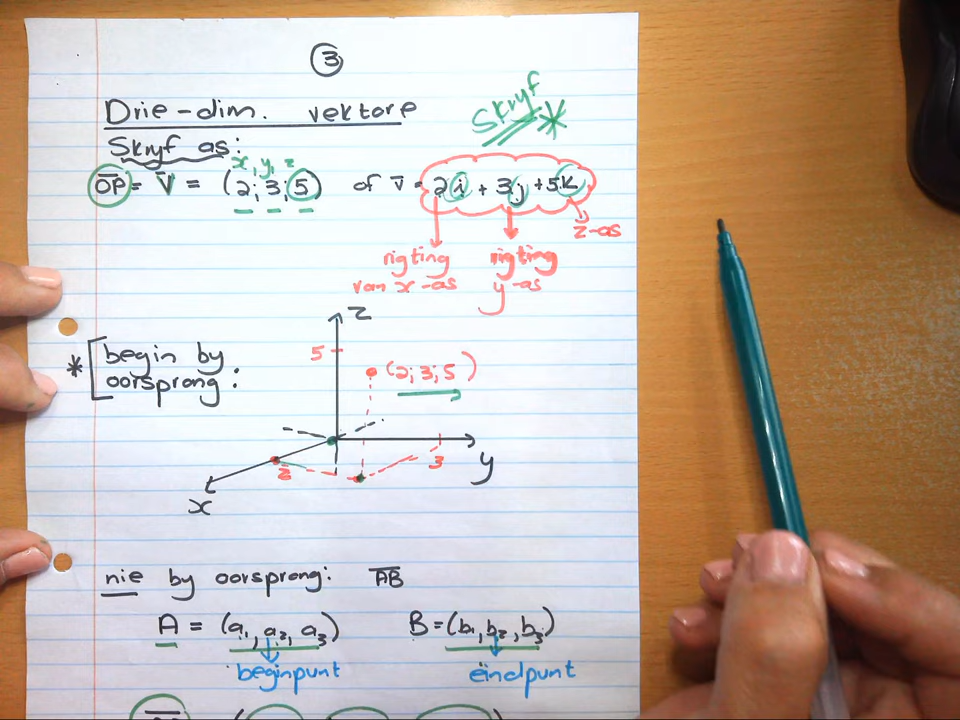 3
Drie-dim. vektore
Skryf *
Skryf as:
x, y, z
OP = V = (2; 3; 5) of V = 2i + 3j + 5k
z-as
rigting van x-as
rigting y-as
z
5
* [begin by oorsprong:
(2; 3; 5)
2
3
y
x
nie by oorsprong: AB
A = (a1, a2, a3) B = (b1, b2, b3)
beginpunt eindpunt